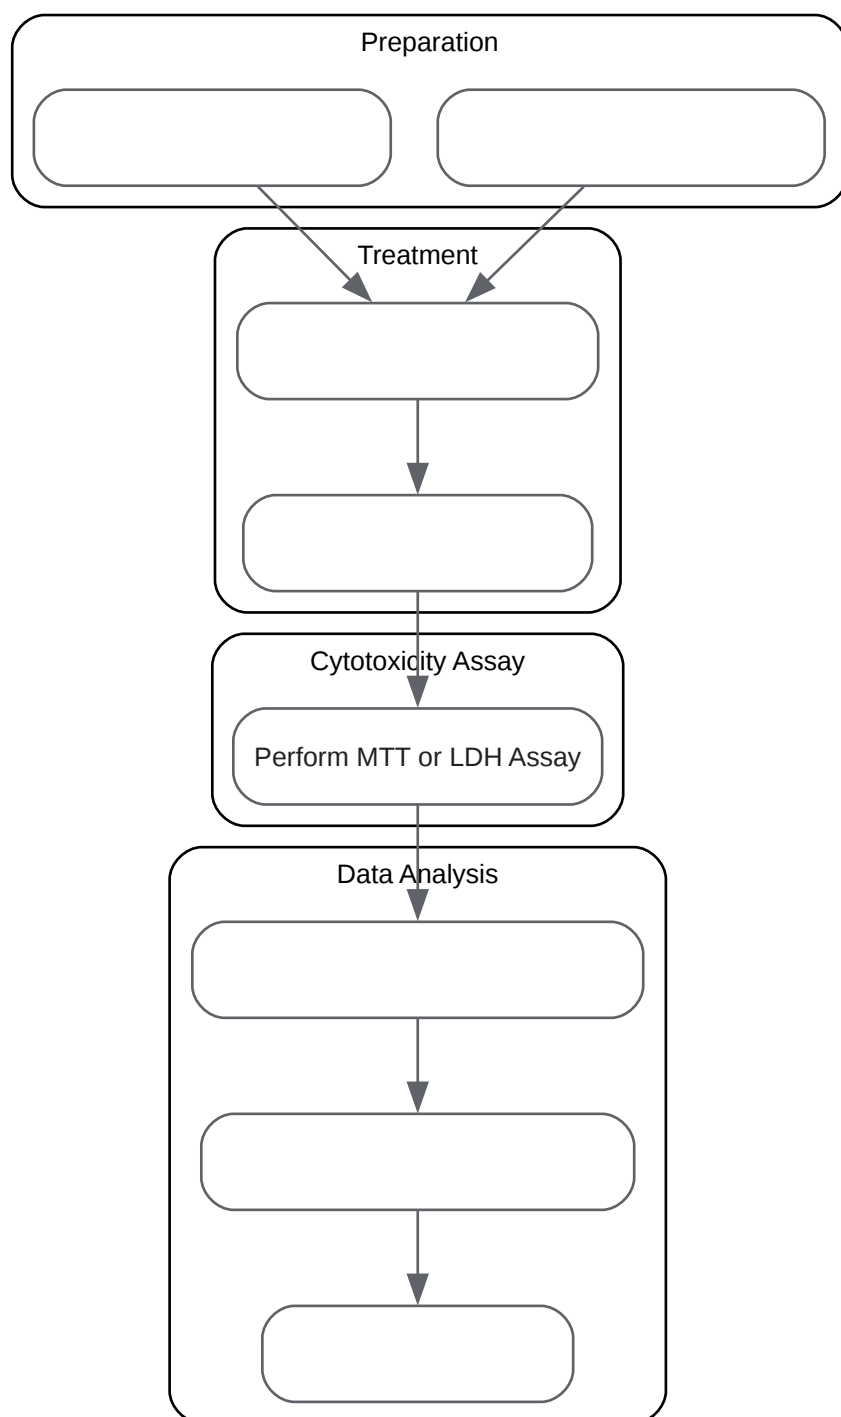 Preparation
Treatment
Cytotoxicity Assay
Perform MTT or LDH Assay
Data Analysis